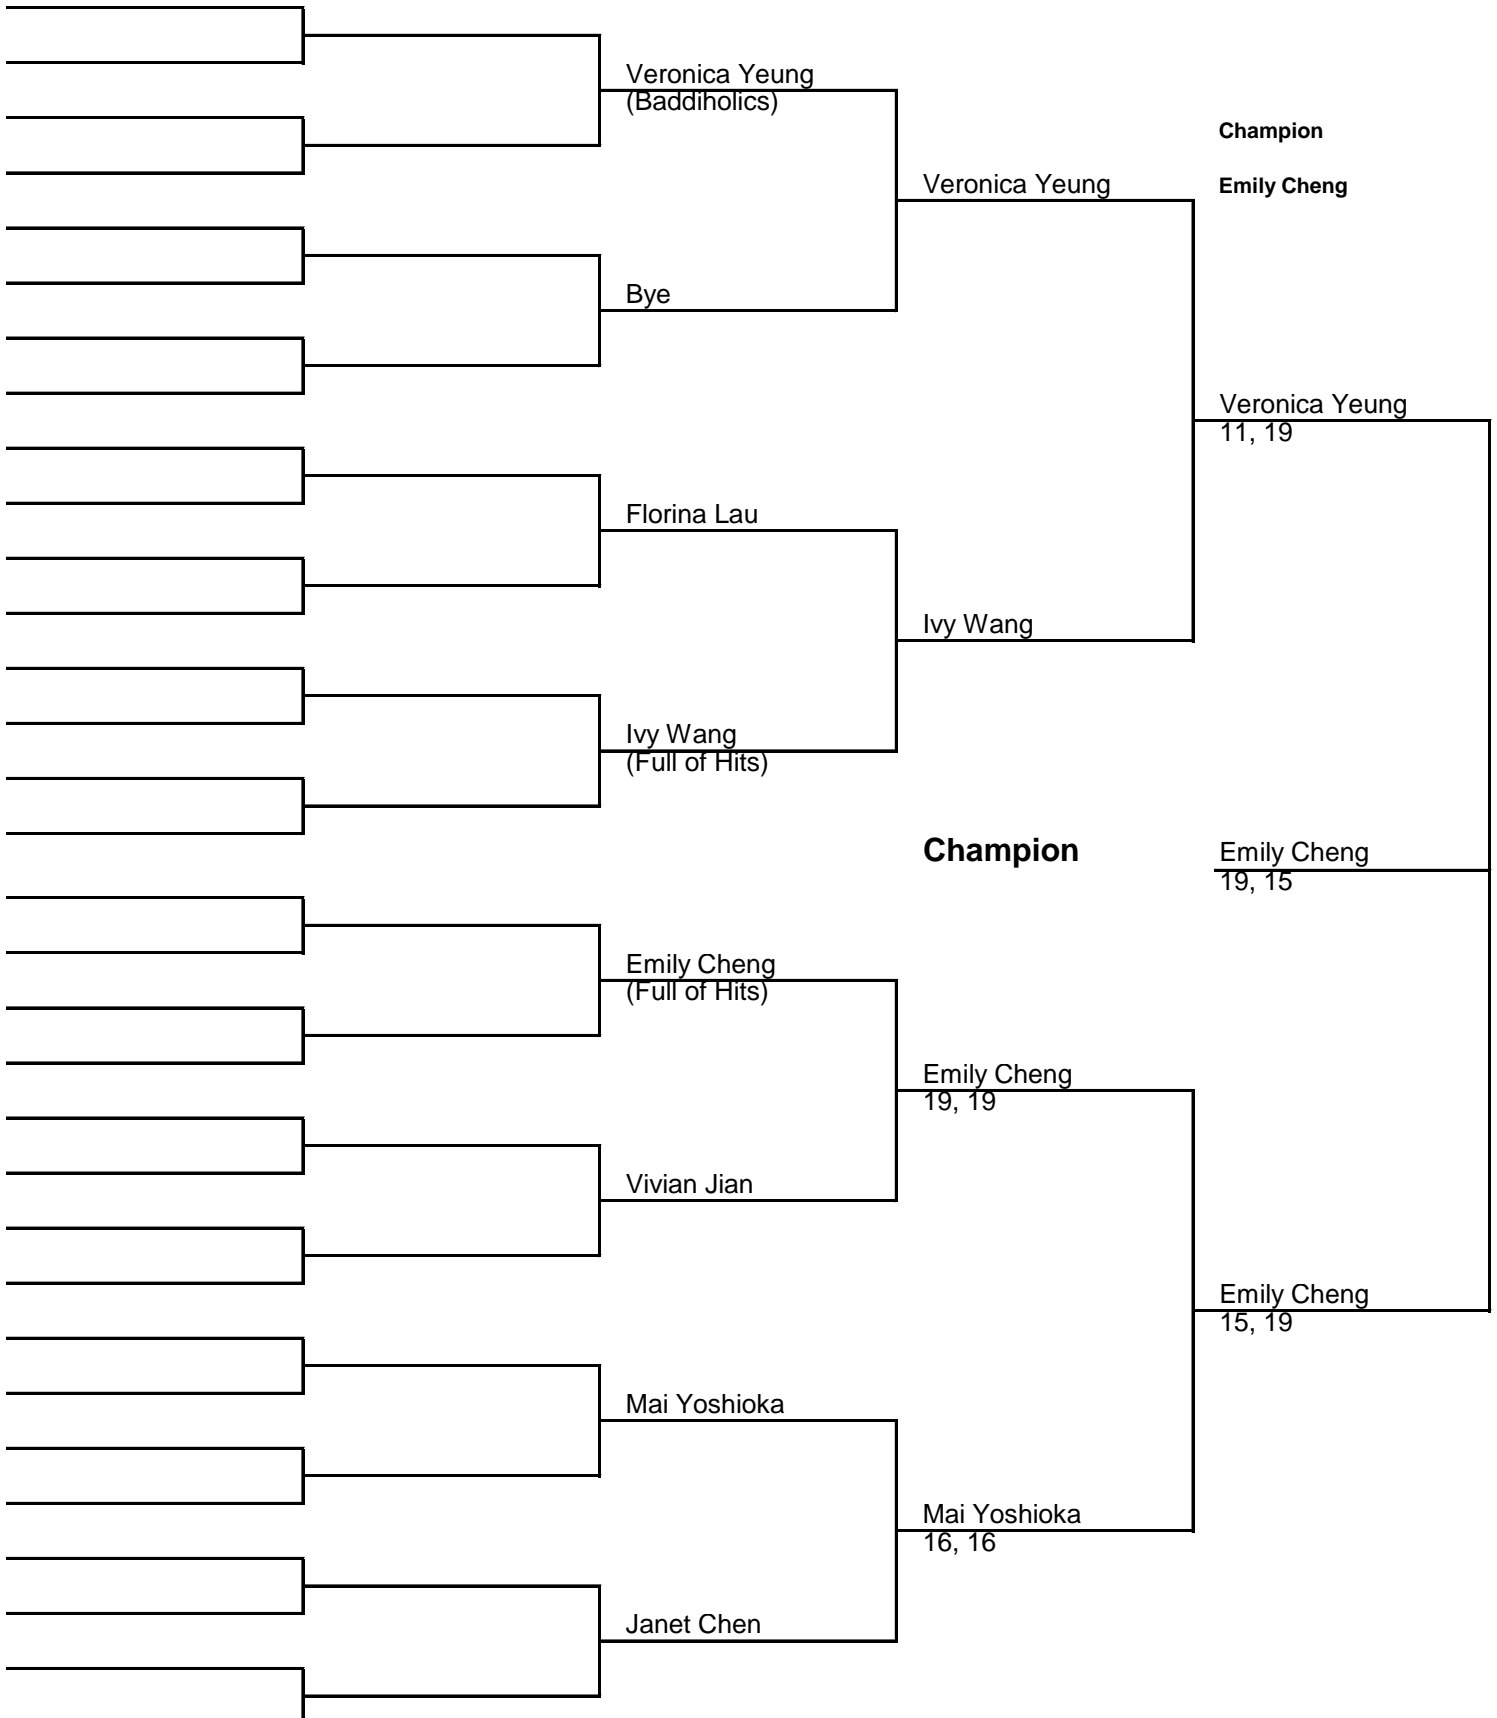 Veronica Yeung
(Baddiholics)
Champion
Veronica Yeung
Emily Cheng
Bye
Veronica Yeung
11, 19
Florina Lau
Ivy Wang
Ivy Wang
(Full of Hits)
Champion
Emily Cheng
19, 15
Emily Cheng
(Full of Hits)
Emily Cheng
19, 19
Vivian Jian
Emily Cheng
15, 19
Mai Yoshioka
Mai Yoshioka
16, 16
Janet Chen